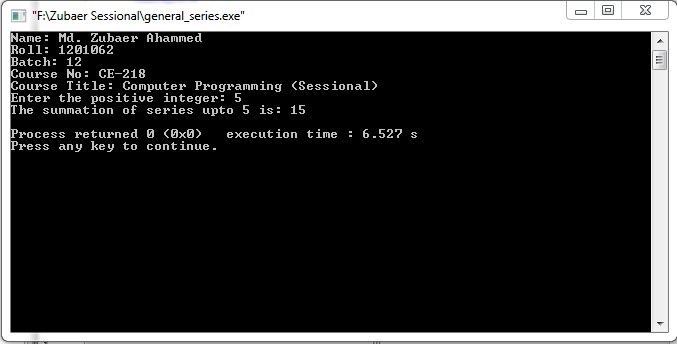 "F:\Zubaer Sessional\general_series.exe"
Name: Md. Zubaer Ahammed
Roll: 1201062
Batch: 12
Course No: CE-218
Course Title: Computer Programming (Sessional)
Enter the positive integer: 5
The summation of series upto 5 is: 15
Process returned 0 (0x0)   execution time : 6.527 s
Press any key to continue.